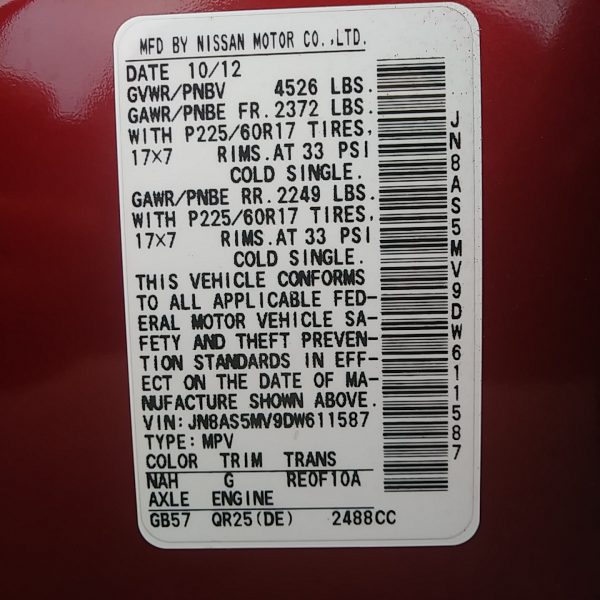 MFD BY NISSAN MOTOR CO.,LTD.
DATE 10/12
GVWR/PNBV 4526 LBS.
GAWR/PNBE FR. 2372 LBS.
WITH P225/60R17 TIRES,
17×7 RIMS.AT 33 PSI
COLD SINGLE.
GAWR/PNBE RR. 2249 LBS.
WITH P225/60R17 TIRES,
17×7 RIMS.AT 33 PSI
COLD SINGLE.
THIS VEHICLE CONFORMS
TO ALL APPLICABLE FED-
ERAL MOTOR VEHICLE SA-
FETY AND THEFT PREVEN-
TION STANDARDS IN EFF-
ECT ON THE DATE OF MA-
NUFACTURE SHOWN ABOVE.
VIN:JN8AS5MV9DW611587
TYPE:MPV
COLOR TRIM TRANS
NAH G RE0F10A
AXLE ENGINE
GB57 QR25(DE) 2488CC
JN8AS5MV9DW611587